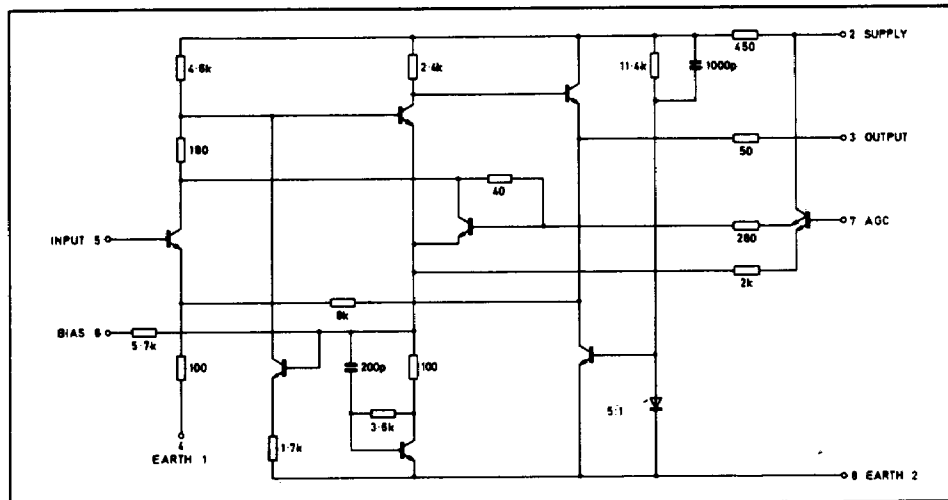 4.6k
2.4k
11.4k
1000p
450
2 SUPPLY
180
50
3 OUTPUT
40
INPUT 5
280
7 AGC
2k
8k
BIAS 6
5.7k
100
200p
100
3.6k
5:1
1.7k
4
EARTH 1
8 EARTH 2